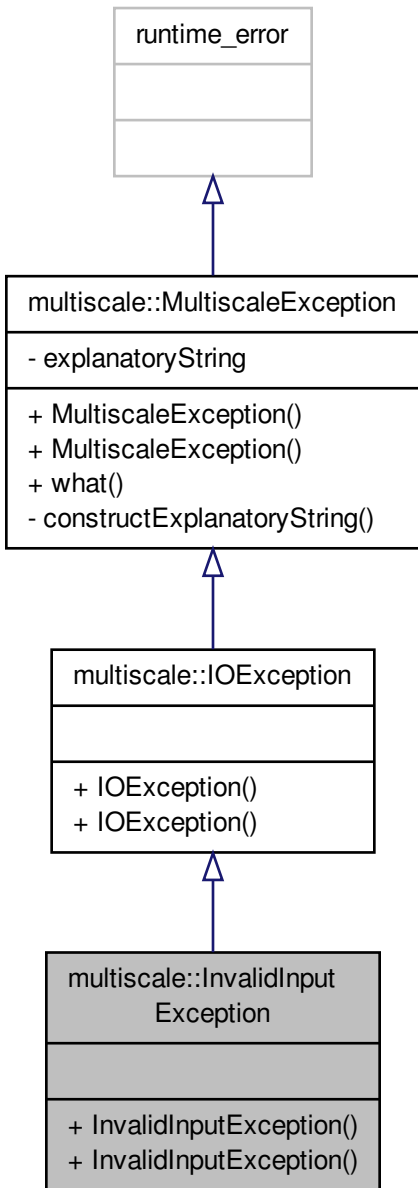 runtime_error
multiscale::MultiscaleException
- explanatoryString
+ MultiscaleException()
+ MultiscaleException()
+ what()
- constructExplanatoryString()
multiscale::IOException
+ IOException()
+ IOException()
multiscale::InvalidInput
Exception
+ InvalidInputException()
+ InvalidInputException()